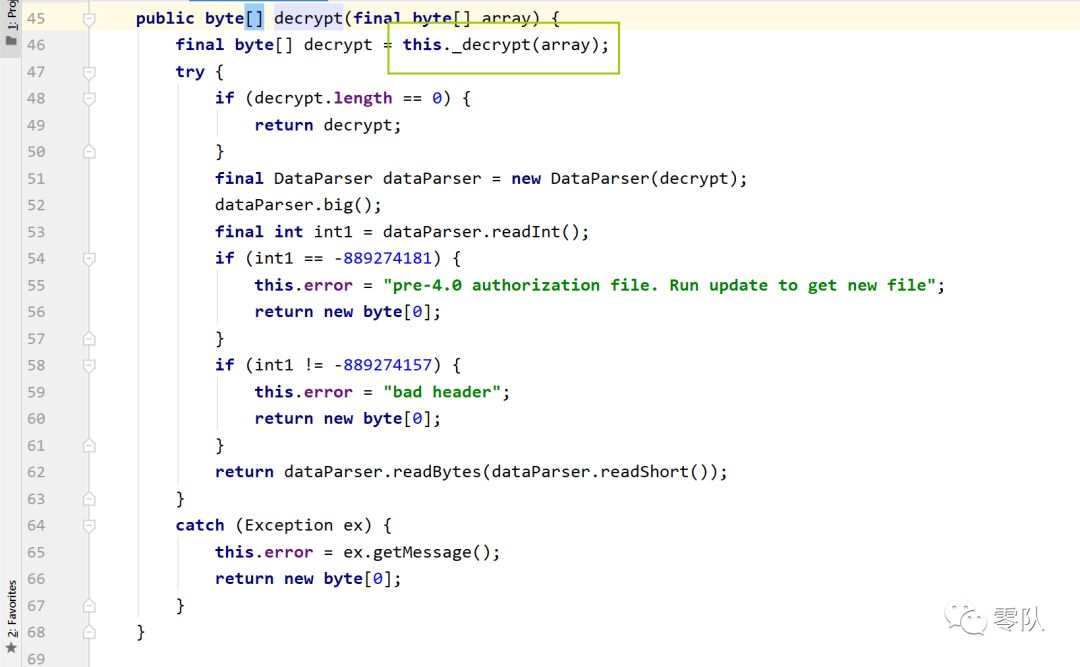 45 public byte[] decrypt(final byte[] array) {
46 final byte[] decrypt = this._decrypt(array);
47 try {
48 if (decrypt.length == 0) {
49 return decrypt;
50 }
51 final DataParser dataParser = new DataParser(decrypt);
52 dataParser.big();
53 final int int1 = dataParser.readInt();
54 if (int1 == -889274181) {
55 this.error = "pre-4.0 authorization file. Run update to get new file";
56 return new byte[0];
57 }
58 if (int1 != -889274157) {
59 this.error = "bad header";
60 return new byte[0];
61 }
62 return dataParser.readBytes(dataParser.readShort());
63 }
64 catch (Exception ex) {
65 this.error = ex.getMessage();
66 return new byte[0];
67 }
68 }
69
1: Proj
2: Favorites
零队